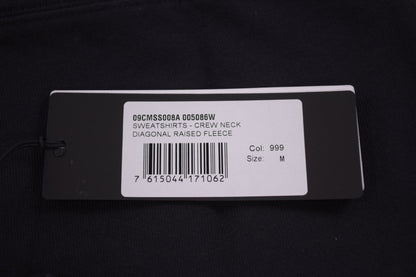 09CMSS008A 005086W
SWEATSHIRTS - CREW NECK
DIAGONAL RAISED FLEECE
Col: 999
Size: M
7 615044 171062